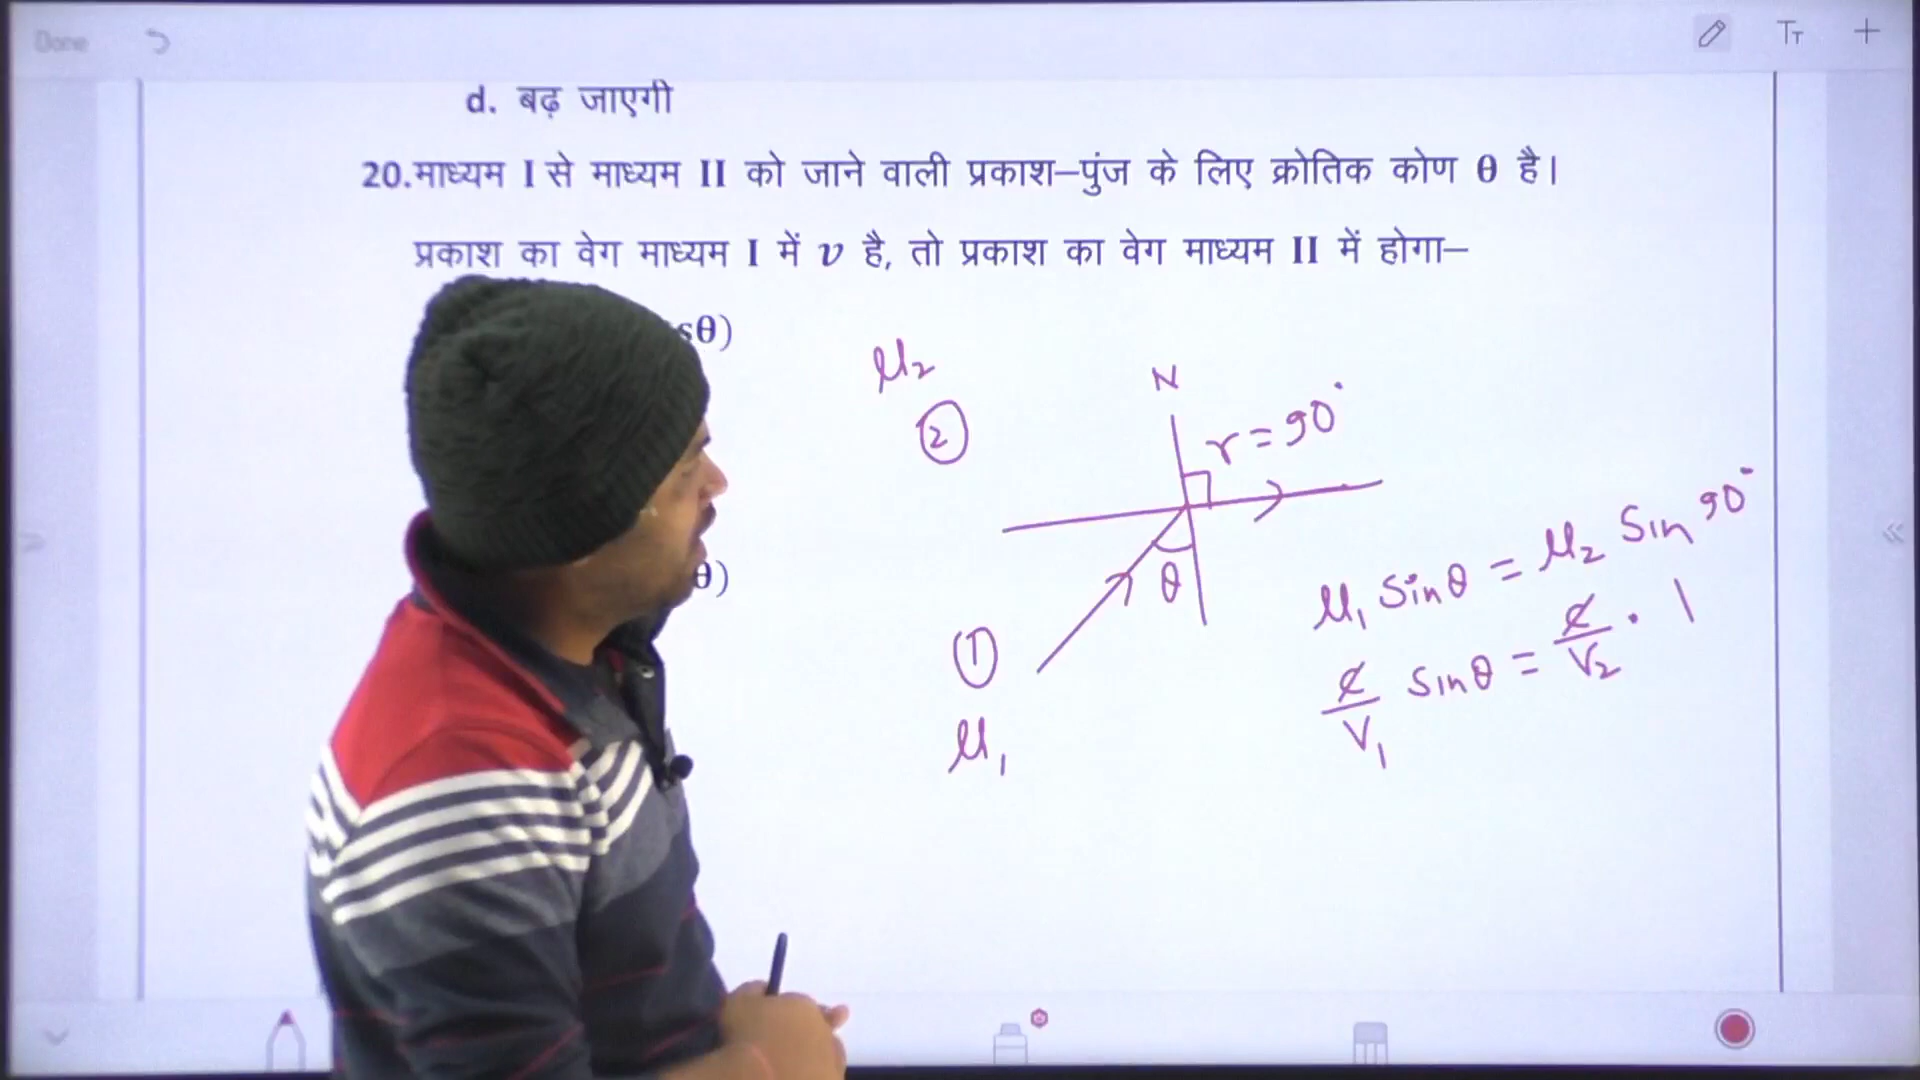 Done
d. बढ़ जाएगी
20.माध्यम I से माध्यम II को जाने वाली प्रकाश–पुंज के लिए क्रोतिक कोण θ है।
प्रकाश का वेग माध्यम I में v है, तो प्रकाश का वेग माध्यम II में होगा–
sθ)
θ)
μ₂
②
N
r = 90°
θ
①
μ₁
μ₁ Sinθ = μ₂ Sin 90°
c/V₁ Sinθ = c/V₂ · 1